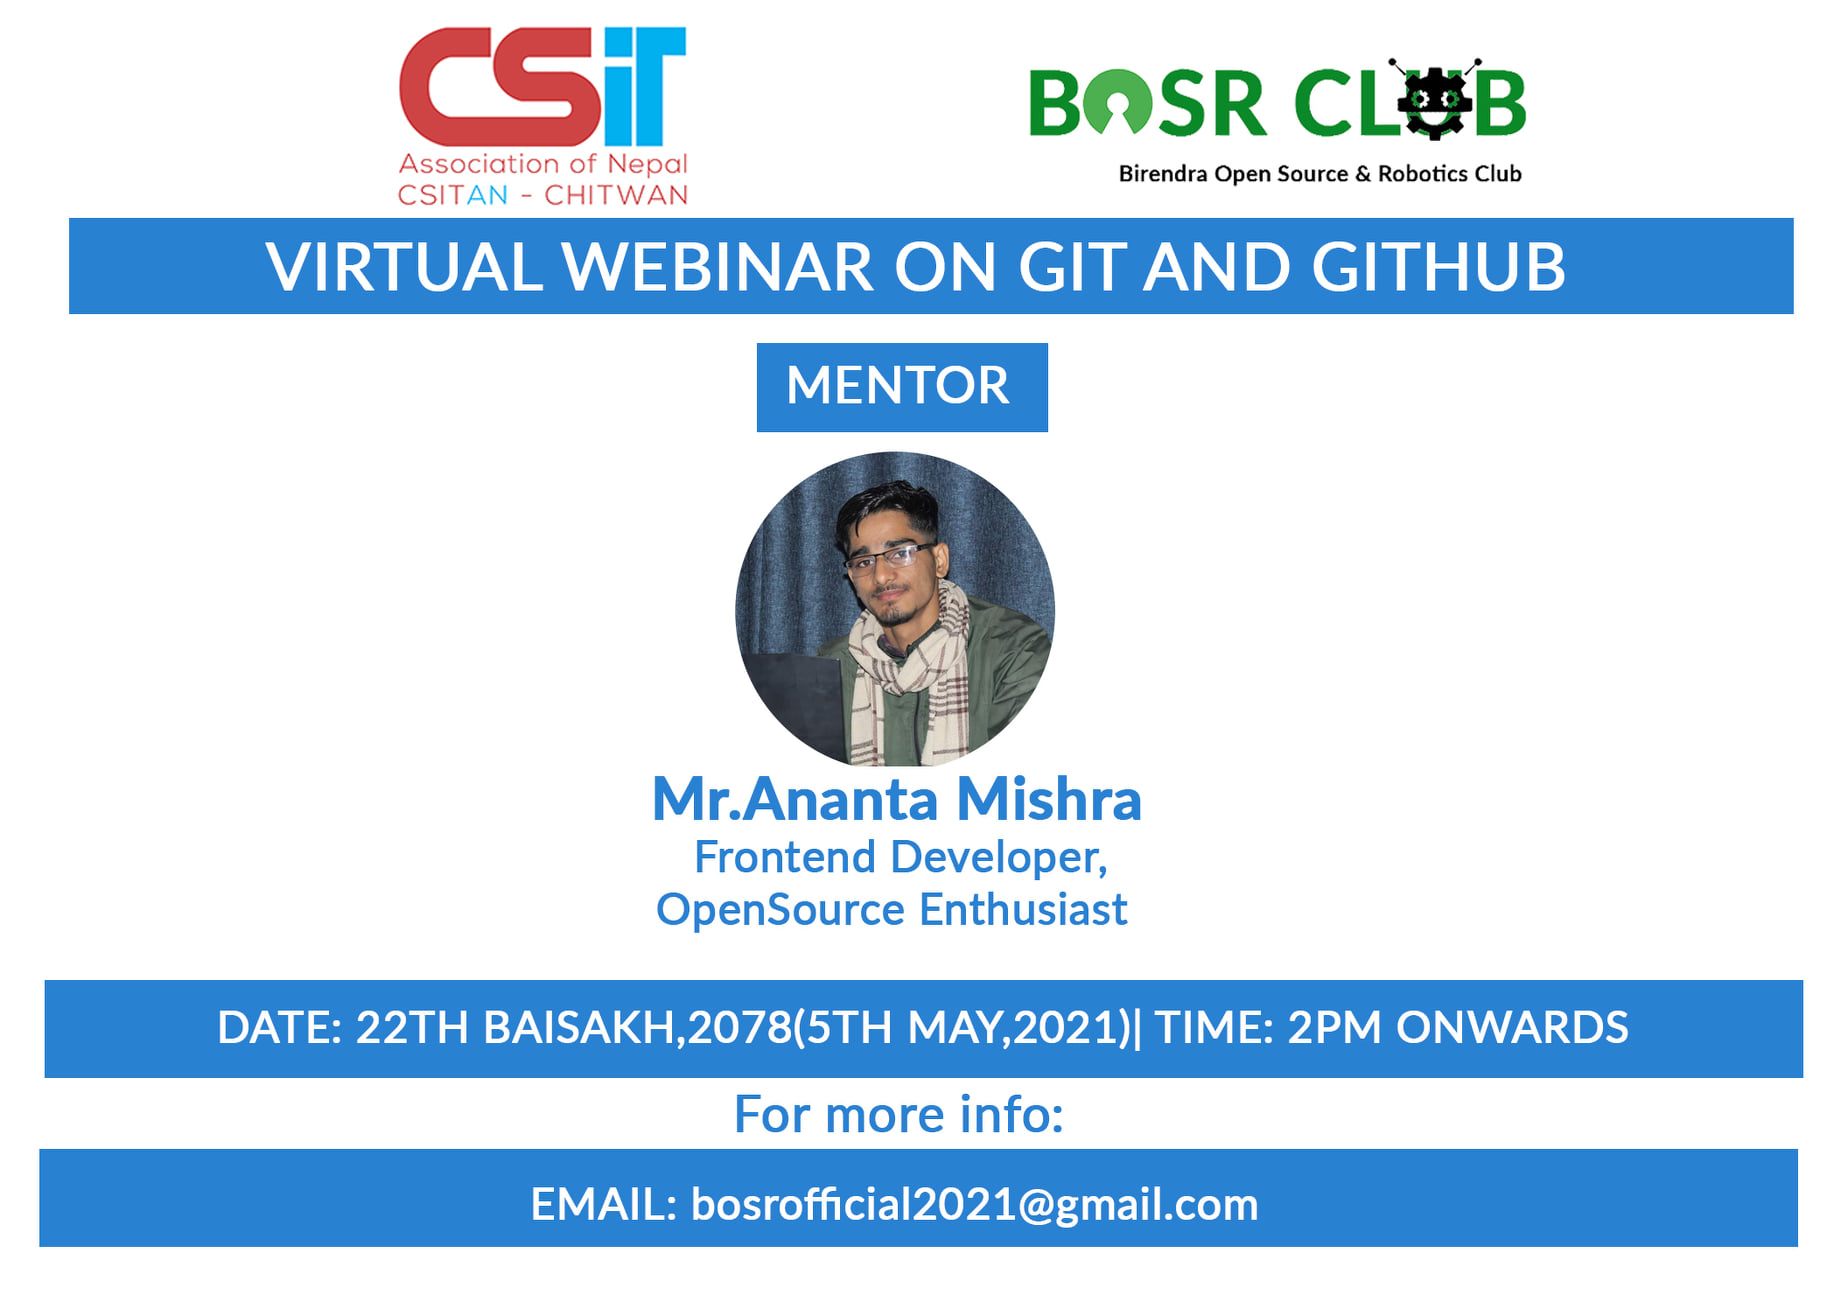 CSiT
Association of Nepal
CSITAN - CHITWAN
BOSR CLUB
Birendra Open Source & Robotics Club
VIRTUAL WEBINAR ON GIT AND GITHUB
MENTOR
Mr.Ananta Mishra
Frontend Developer,
OpenSource Enthusiast
DATE: 22TH BAISAKH,2078(5TH MAY,2021)| TIME: 2PM ONWARDS
For more info:
EMAIL: bosrofficial2021@gmail.com